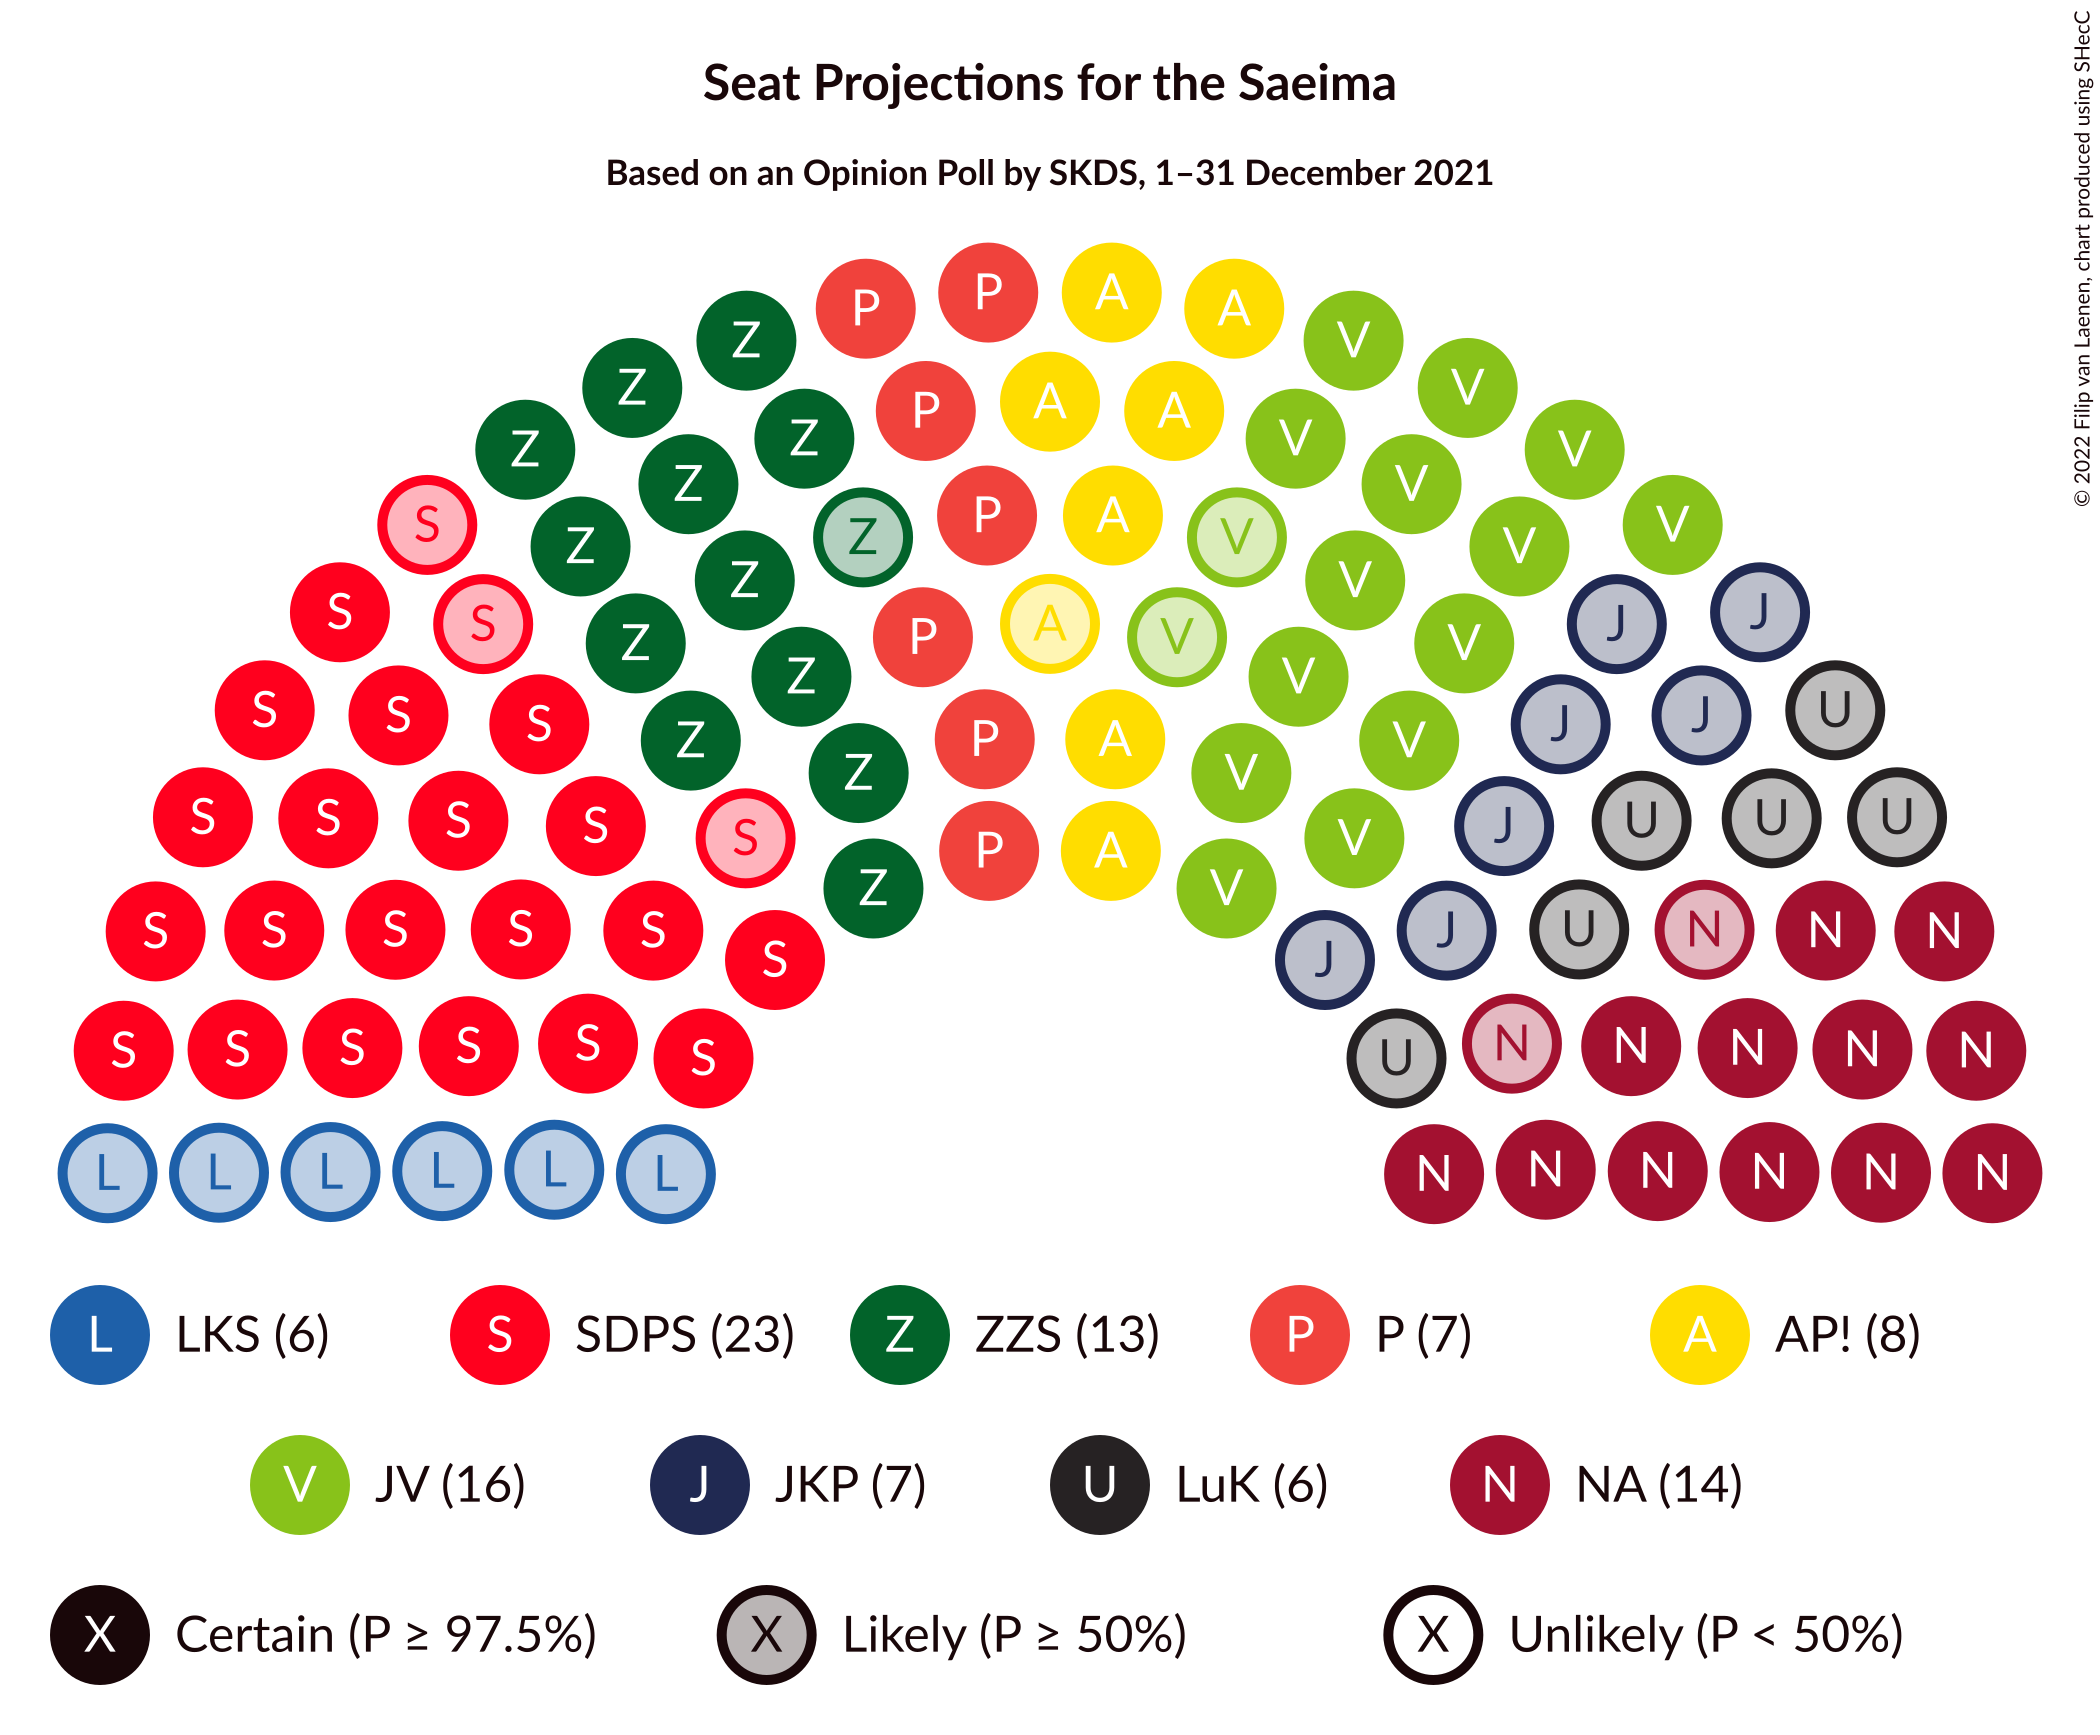 Seat Projections for the Saeima
Based on an Opinion Poll by SKDS, 1–31 December 2021
© 2022 Filip van Laenen, chart produced using SHecC
P P A A
Z V
Z P A A V
Z Z V V
Z V
S Z Z P A V V V
Z V
S S Z P A V V J J
Z V
S S S Z P A V J J U
Z V
S S S S S P A V J U U U
Z V
S S S S S S J J U N N N
S S S S S S U N N N N N
L L L L L L N N N N N N
L LKS (6) S SDPS (23) Z ZZS (13) P P (7) A AP! (8)
V JV (16) J JKP (7) U LuK (6) N NA (14)
X Certain (P ≥ 97.5%) X Likely (P ≥ 50%) X Unlikely (P < 50%)